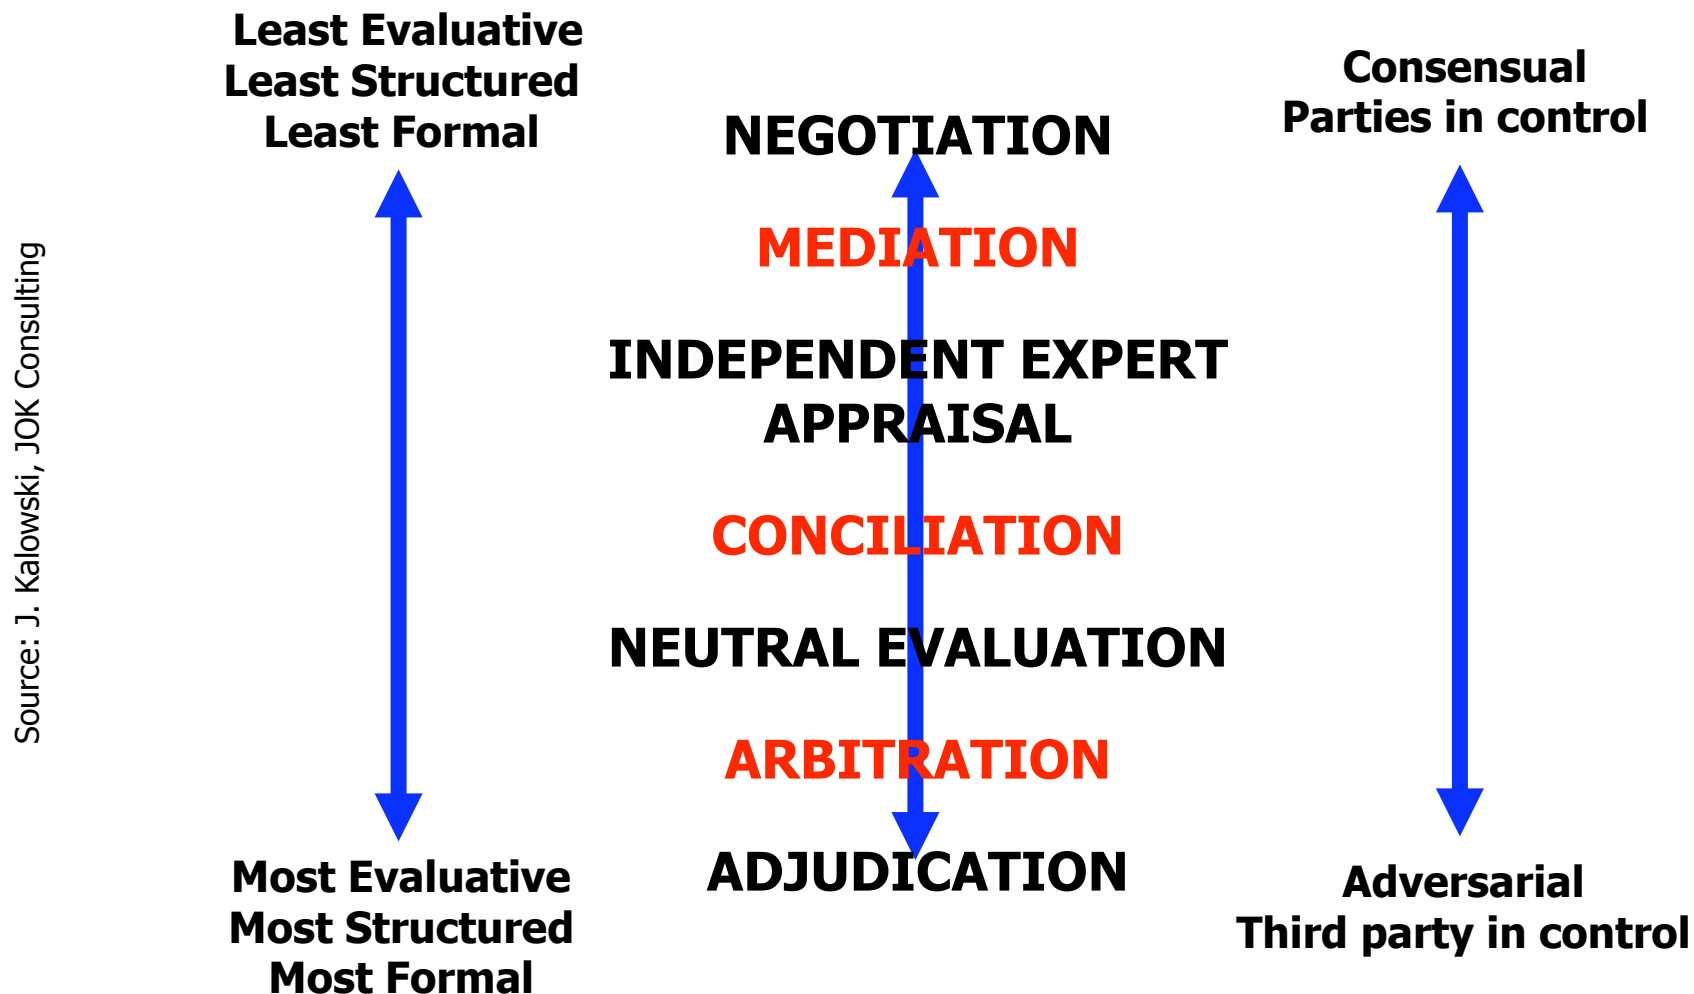 Least Evaluative
Least Structured
Least Formal
Consensual
Parties in control
NEGOTIATION
MEDIATION
INDEPENDENT EXPERT
APPRAISAL
CONCILIATION
NEUTRAL EVALUATION
ARBITRATION
ADJUDICATION
Most Evaluative
Most Structured
Most Formal
Adversarial
Third party in control
Source: J. Kalowski, JOK Consulting